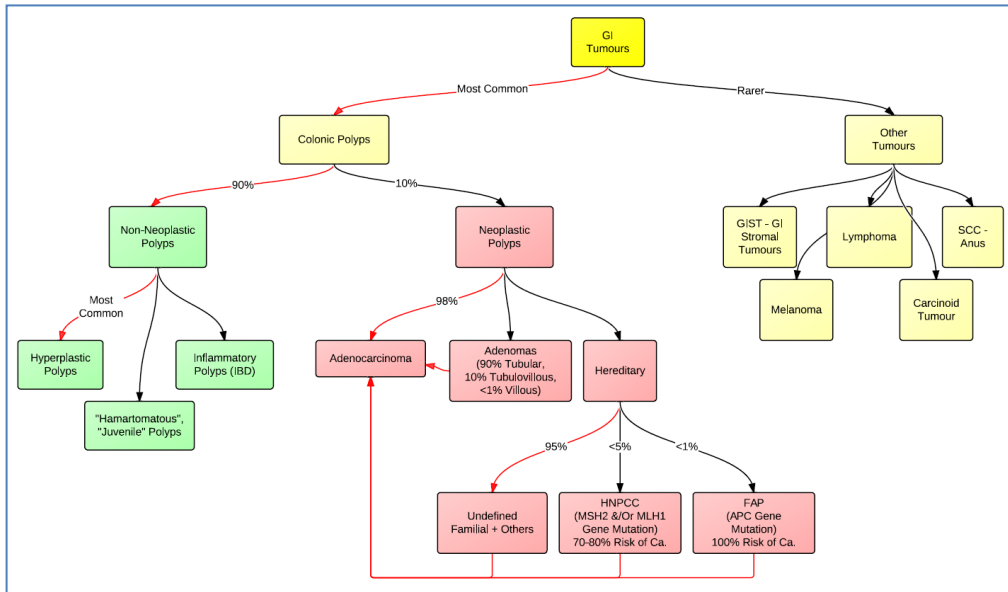 GI
Tumours
Most Common
Rarer
Colonic Polyps
Other
Tumours
90%
10%
Non-Neoplastic
Polyps
Neoplastic
Polyps
GIST - GI
Stromal
Tumours
Lymphoma
SCC -
Anus
Melanoma
Carcinoid
Tumour
Most
Common
98%
Hyperplastic
Polyps
Inflammatory
Polyps (IBD)
Adenocarcinoma
Adenomas
(90% Tubular,
10% Tubulovillous,
<1% Villous)
Hereditary
"Hamartomatous",
"Juvenile" Polyps
95%
<5%
<1%
Undefined
Familial + Others
HNPCC
(MSH2 &/Or MLH1
Gene Mutation)
70-80% Risk of Ca.
FAP
(APC Gene
Mutation)
100% Risk of Ca.